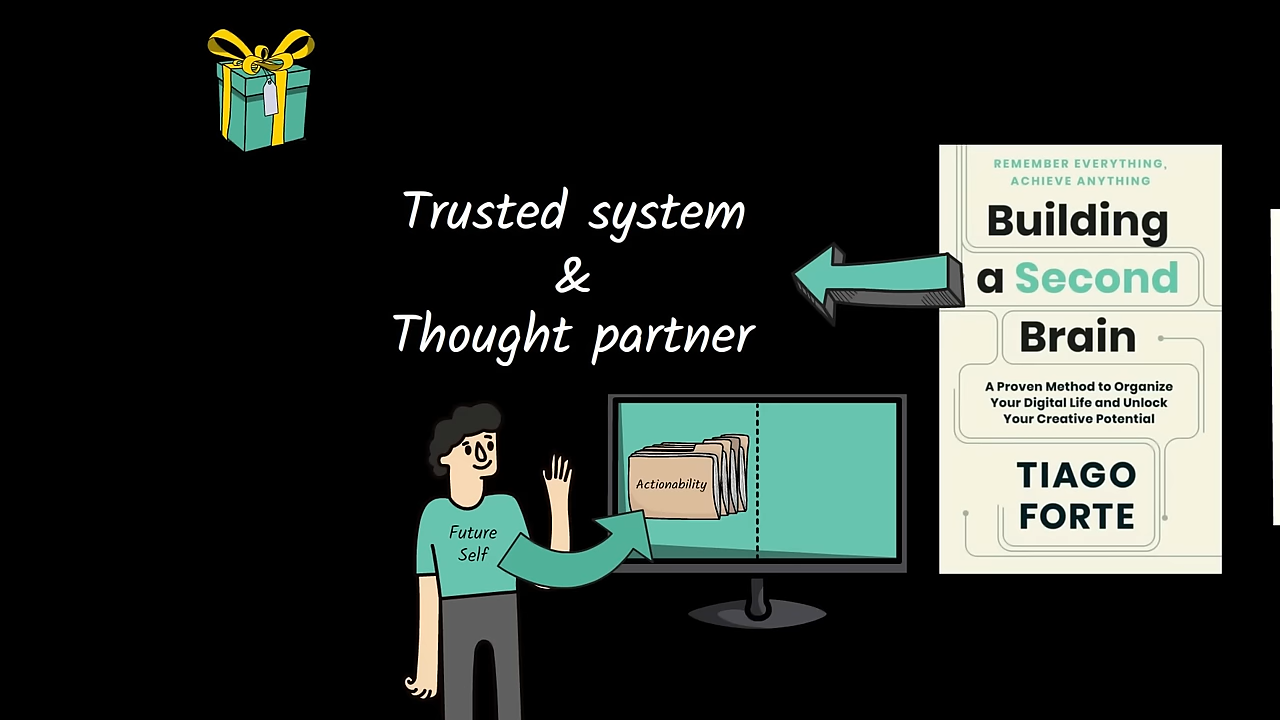 Trusted system
&
Thought partner
Future
Self
Actionability
REMEMBER EVERYTHING,
ACHIEVE ANYTHING
Building
a Second
Brain
A Proven Method to Organize
Your Digital Life and Unlock
Your Creative Potential
TIAGO
FORTE